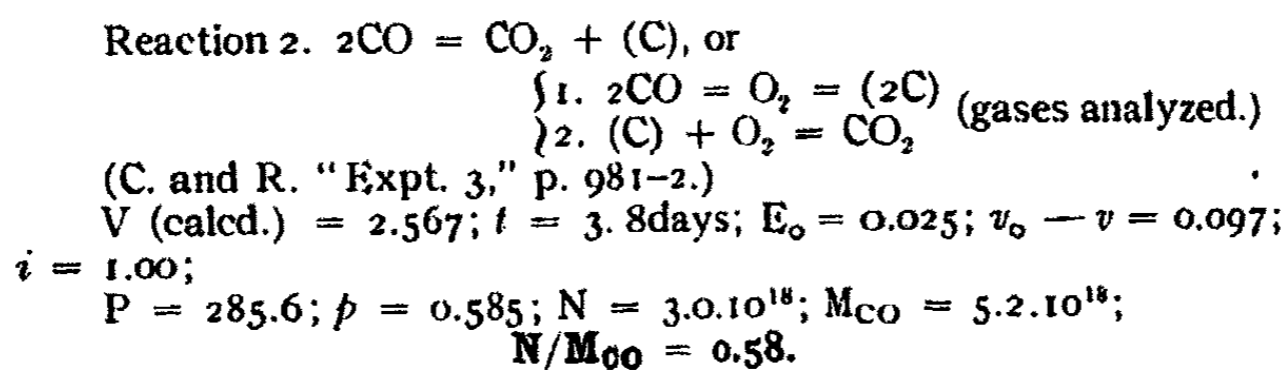 Reaction 2. 2CO = CO₂ + (C), or
{1. 2CO = O₂ = (2C) (gases analyzed.)
{2. (C) + O₂ = CO₂
(C. and R. “Expt. 3,” p. 981–2.)
V (calcd.) = 2.567; t = 3. 8days; E₀ = 0.025; v₀ — v = 0.097;
i = 1.00;
P = 285.6; p = 0.585; N = 3.0.10¹⁸; M_CO = 5.2.10¹⁸;
N/M_CO = 0.58.